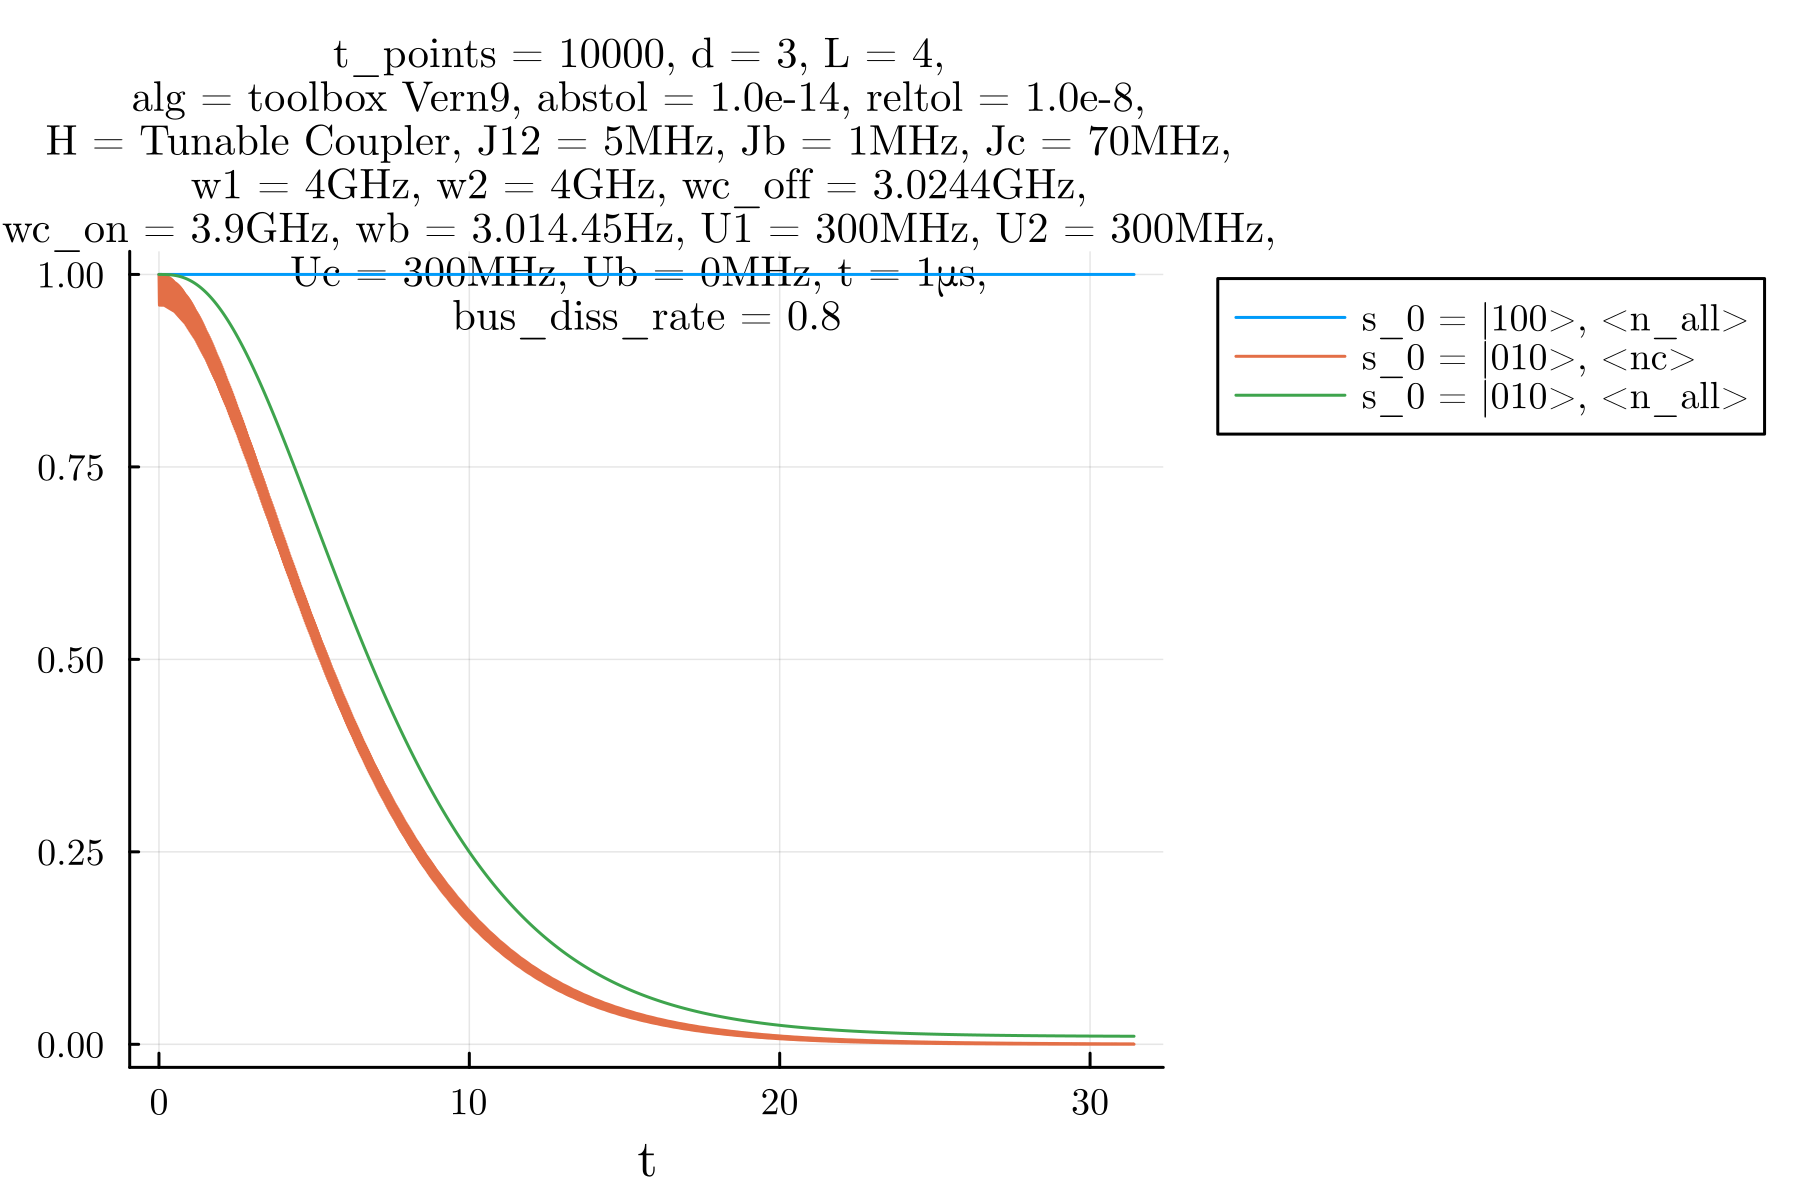 t_points = 10000, d = 3, L = 4,
alg = toolbox Vern9, abstol = 1.0e-14, reltol = 1.0e-8,
H = Tunable Coupler, J12 = 5MHz, Jb = 1MHz, Jc = 70MHz,
w1 = 4GHz, w2 = 4GHz, wc_off = 3.0244GHz,
wc_on = 3.9GHz, wb = 3.014.45Hz, U1 = 300MHz, U2 = 300MHz,
Uc = 300MHz, Ub = 0MHz, t = 1μs,
bus_diss_rate = 0.8
s_0 = |100>, <n_all>
s_0 = |010>, <nc>
s_0 = |010>, <n_all>
1.00
0.75
0.50
0.25
0.00
0 10 20 30
t